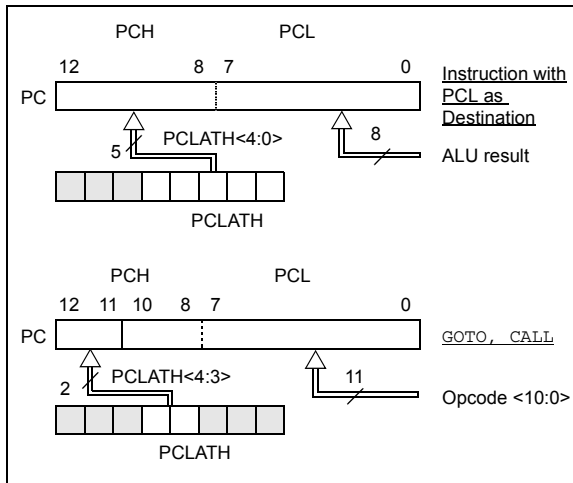 PCH PCL
12 8 7 0
PC
Instruction with
PCL as
Destination
PCLATH<4:0>
5
8
ALU result
PCLATH
PCH PCL
12 11 10 8 7 0
PC
GOTO, CALL
PCLATH<4:3>
2
11
Opcode <10:0>
PCLATH